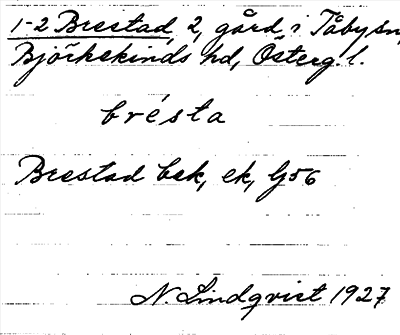 1-2 Brestad, 2, gård i Tåby sn,
Björkekinds hd, Österg. l.
brésta
Brestad bek, ek, G56
N. Lindqvist 1927